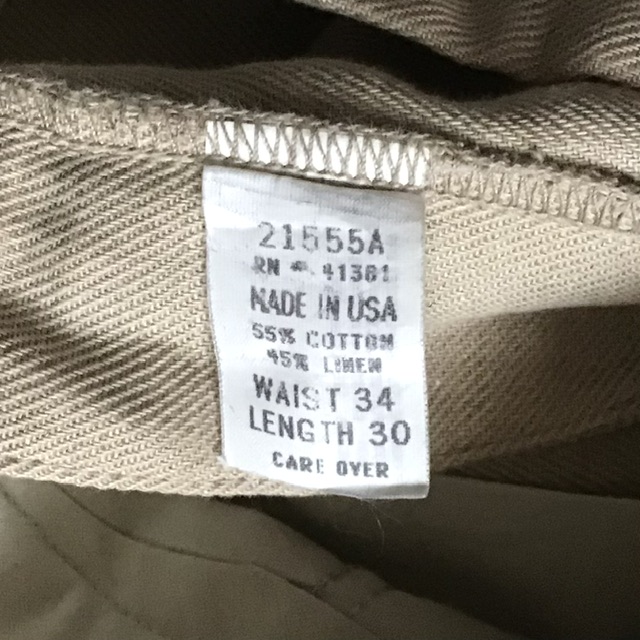 21555A
RN #. 41381
MADE IN USA
55% COTTON
45% LINEN
WAIST 34
LENGTH 30
CARE OVER